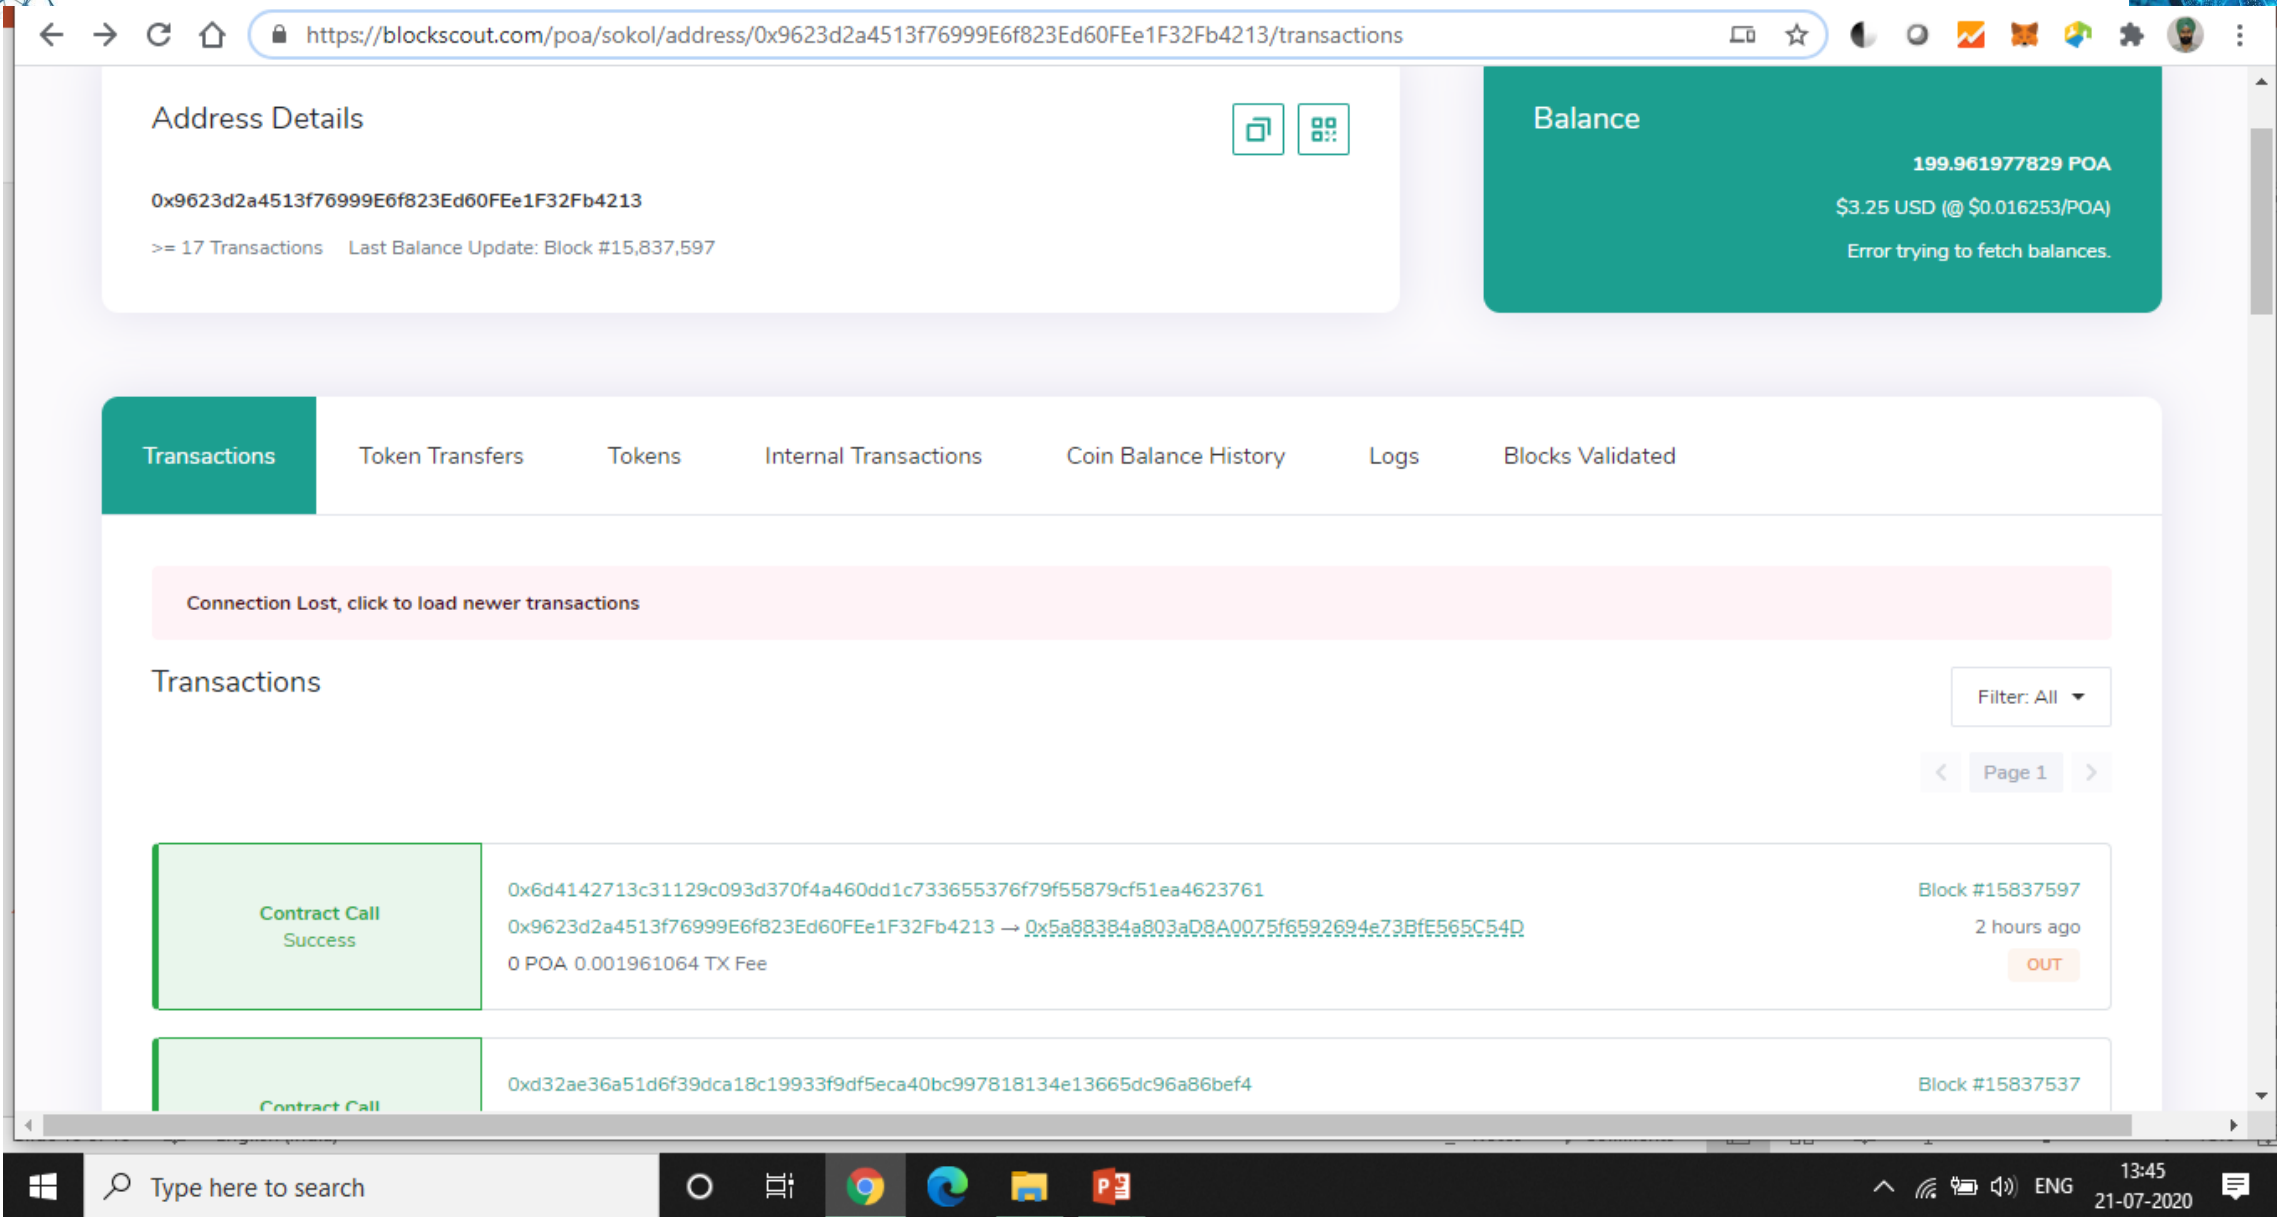 https://blockscout.com/poa/sokol/address/0x9623d2a4513f76999E6f823Ed60FEe1F32Fb4213/transactions
Address Details
Balance
199.961977829 POA
0x9623d2a4513f76999E6f823Ed60FEe1F32Fb4213
$3.25 USD (@ $0.016253/POA)
>= 17 Transactions Last Balance Update: Block #15,837,597
Error trying to fetch balances.
Transactions Token Transfers Tokens Internal Transactions Coin Balance History Logs Blocks Validated
Connection Lost, click to load newer transactions
Transactions
Filter: All
Page 1
Contract Call
Success
0x6d4142713c31129c093d370f4a460dd1c733655376f79f55879cf51ea4623761
Block #15837597
0x9623d2a4513f76999E6f823Ed60FEe1F32Fb4213 → 0x5a88384a803aD8A0075f6592694e73BfE565C54D
2 hours ago
0 POA 0.001961064 TX Fee
OUT
0xd32ae36a51d6f39dca18c19933f9df5eca40bc997818134e13665dc96a86bef4
Block #15837537
Contract Call
Type here to search
ENG
13:45
21-07-2020